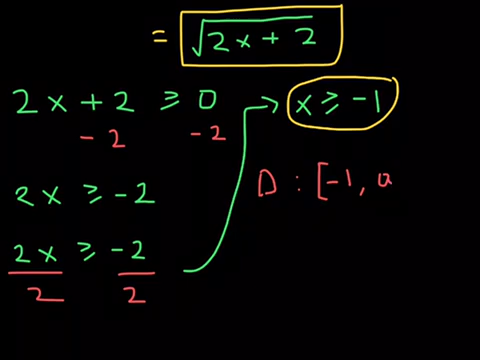 = √(2x + 2)
2x + 2 ≥ 0
- 2 - 2
2x ≥ -2
2x ≥ -2
2 2
x ≥ -1
D : [-1,